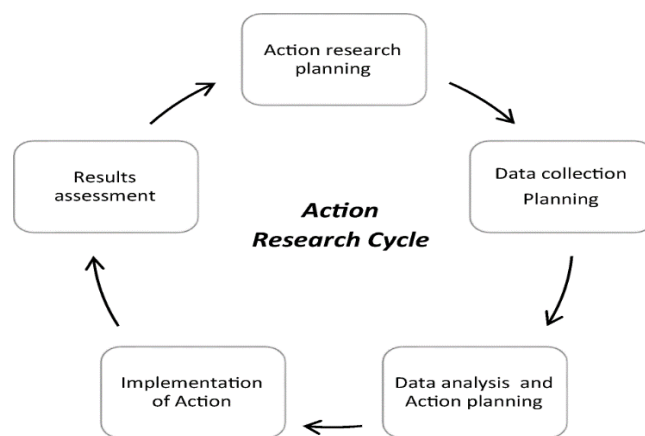 Action research
planning
Data collection
Planning
Data analysis and
Action planning
Implementation
of Action
Results
assessment
Action
Research Cycle